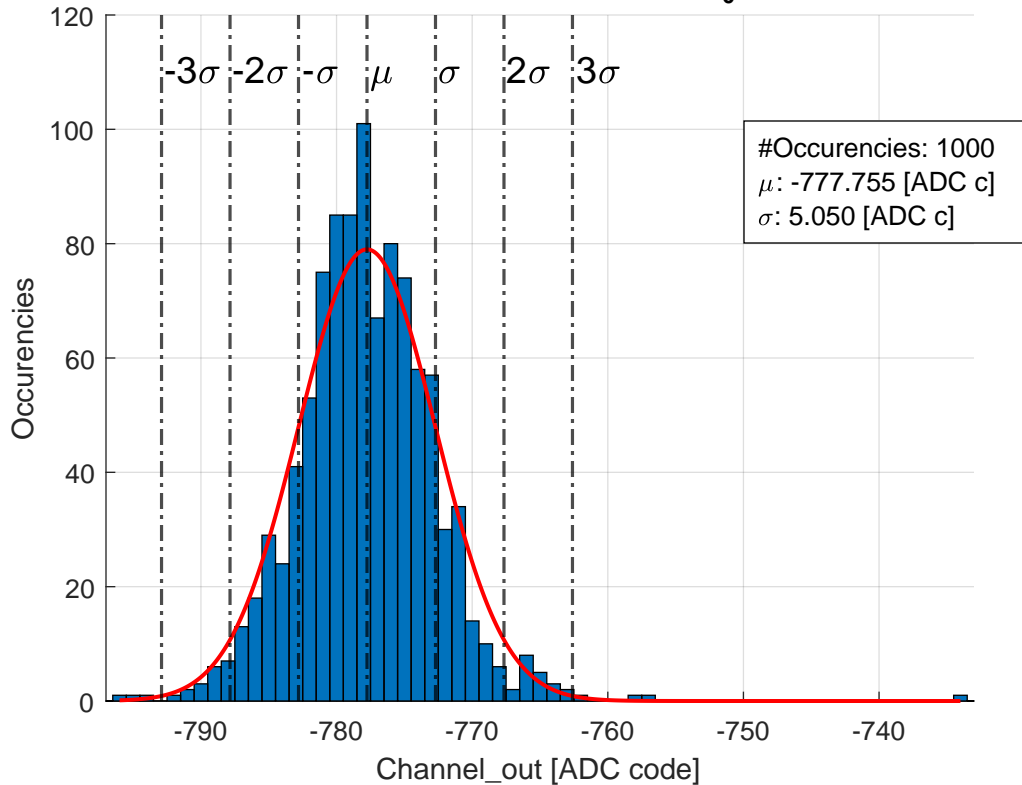 120
100
80
60
40
20
0
-3σ
-2σ
-σ
μ
σ
2σ
3σ
#Occurencies: 1000
μ: -777.755 [ADC c]
σ: 5.050 [ADC c]
Occurencies
-790
-780
-770
-760
-750
-740
Channel_out [ADC code]